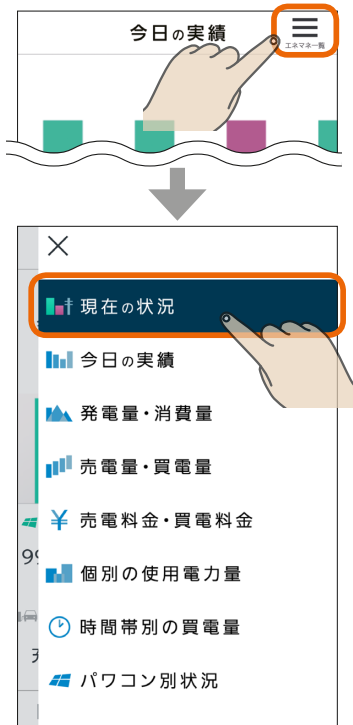 今日の実績
エネマネ一覧
現在の状況
今日の実績
発電量・消費量
売電量・買電量
¥ 売電料金・買電料金
99
個別の使用電力量
時間帯別の買電量
パワコン別状況